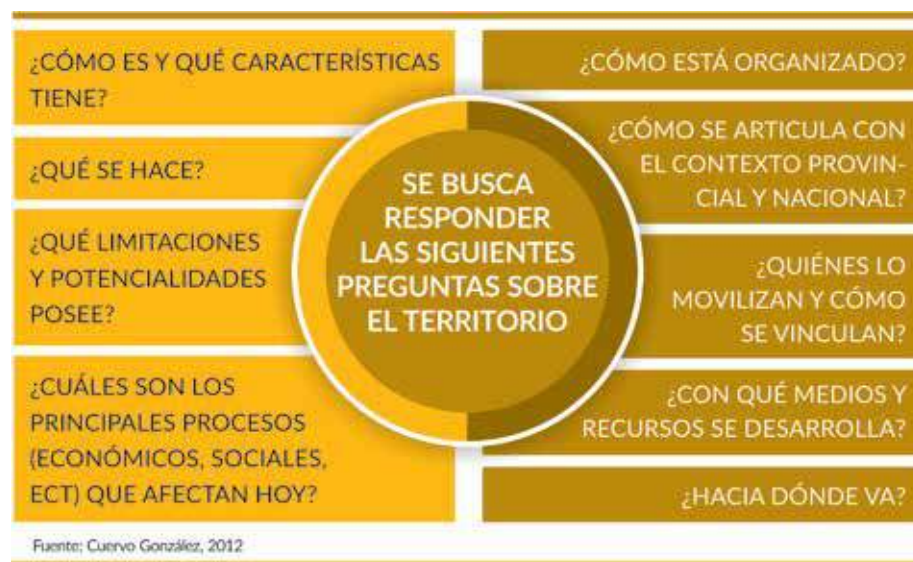 ¿CÓMO ES Y QUÉ CARACTERÍSTICAS
TIENE?
¿QUÉ SE HACE?
¿QUÉ LIMITACIONES
Y POTENCIALIDADES
POSEE?
¿CUÁLES SON LOS
PRINCIPALES PROCESOS
(ECONÓMICOS, SOCIALES,
ECT) QUE AFECTAN HOY?
SE BUSCA
RESPONDER
LAS SIGUIENTES
PREGUNTAS SOBRE
EL TERRITORIO
¿CÓMO ESTÁ ORGANIZADO?
¿CÓMO SE ARTICULA CON
EL CONTEXTO PROVIN-
CIAL Y NACIONAL?
¿QUIÉNES LO
MOVILIZAN Y CÓMO
SE VINCULAN?
¿CON QUÉ MEDIOS Y
RECURSOS SE DESARROLLA?
¿HACIA DÓNDE VA?
Fuente: Cuervo González, 2012